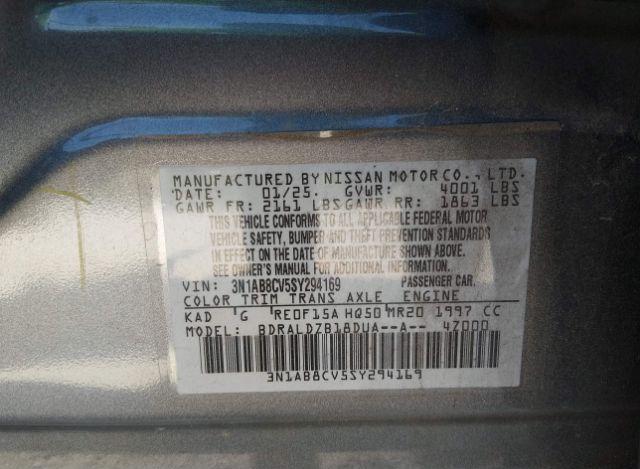 MANUFACTURED BY NISSAN MOTOR CO., LTD.
DATE: 01/25. GVWR: 4001 LBS
GAWR FR: 2161 LBS GAWR RR: 1863 LBS
THIS VEHICLE CONFORMS TO ALL APPLICABLE FEDERAL MOTOR
VEHICLE SAFETY, BUMPER AND THEFT PREVENTION STANDARDS
IN EFFECT ON THE DATE OF MANUFACTURE SHOWN ABOVE.
SEE OWNER'S MANUAL FOR ADDITIONAL INFORMATION.
VIN: 3N1AB8CV5SY294169 PASSENGER CAR.
COLOR TRIM TRANS AXLE ENGINE
KAD G RE0F15A HQ50 MR20 1997 CC
MODEL: BDRALDZB18DUA--A-- 47000
3N1AB8CV5SY294169